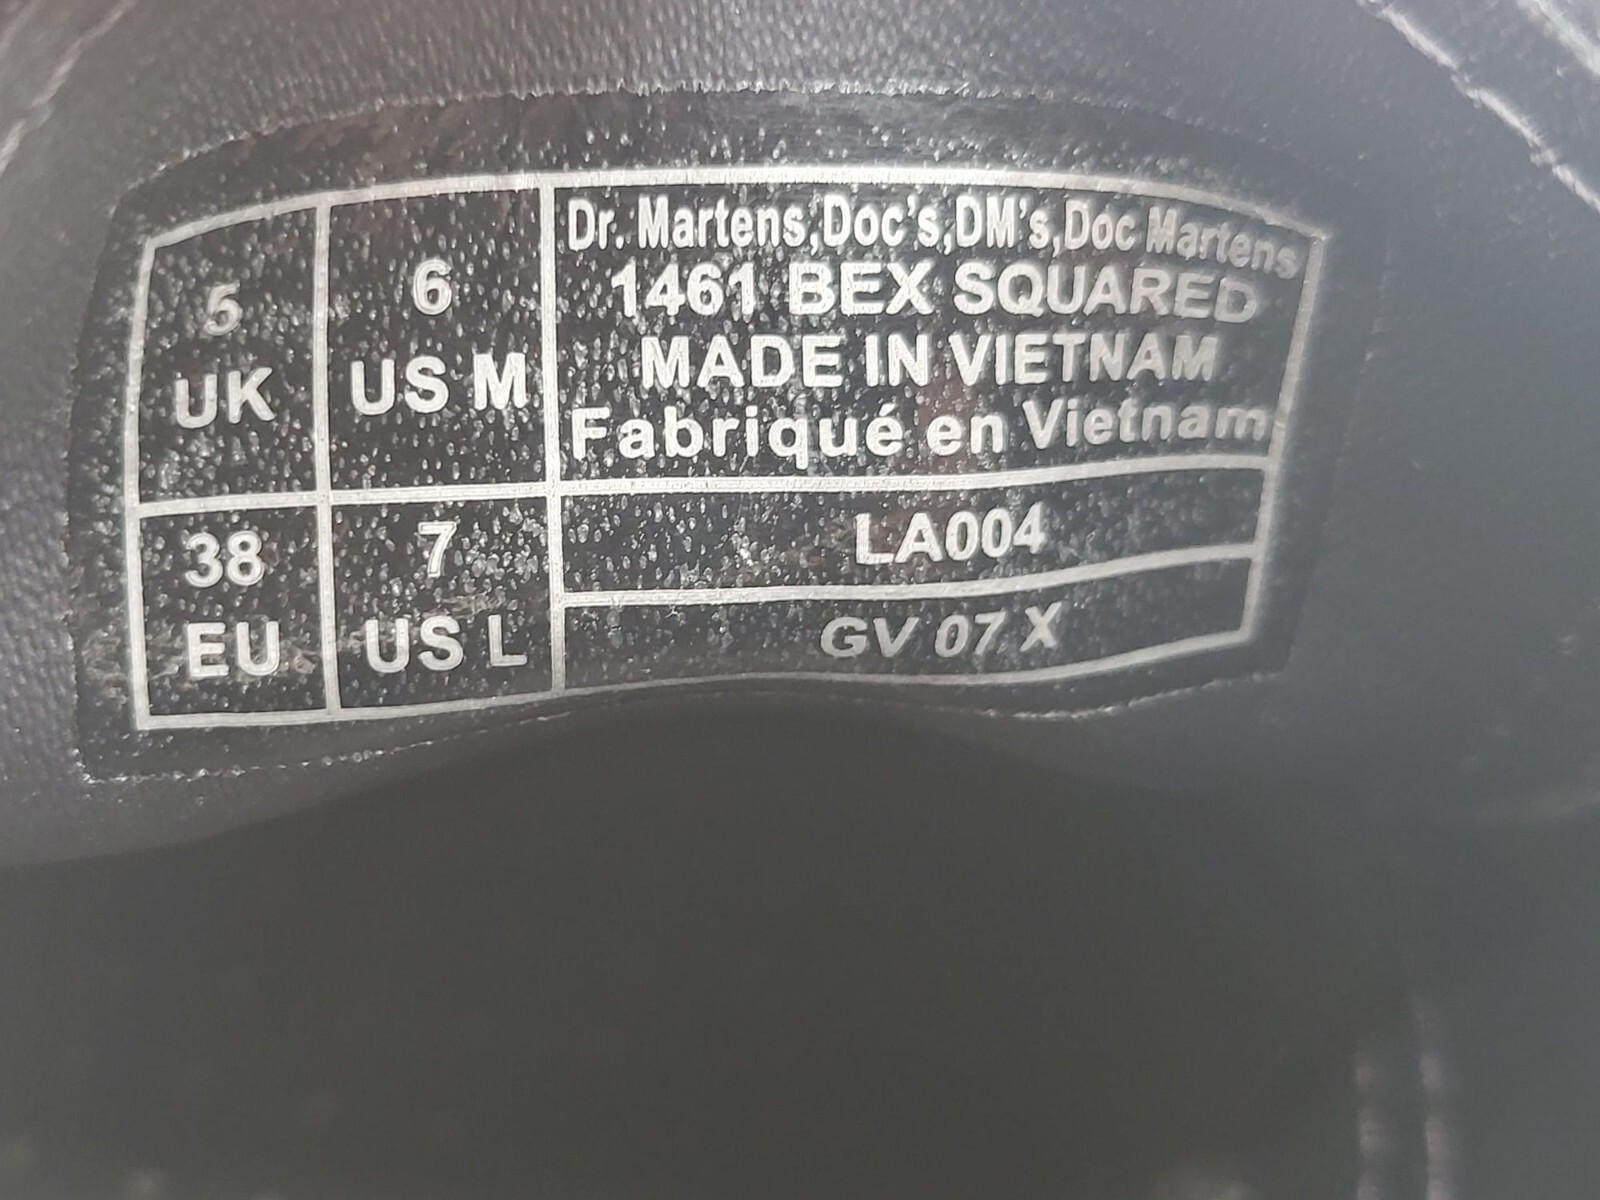 5
UK
6
US M
38
EU
7
US L
Dr. Martens,Doc's,DM's,Doc Martens
1461 BEX SQUARED
MADE IN VIETNAM
Fabriqué en Vietnam
LA004
GV 07 X